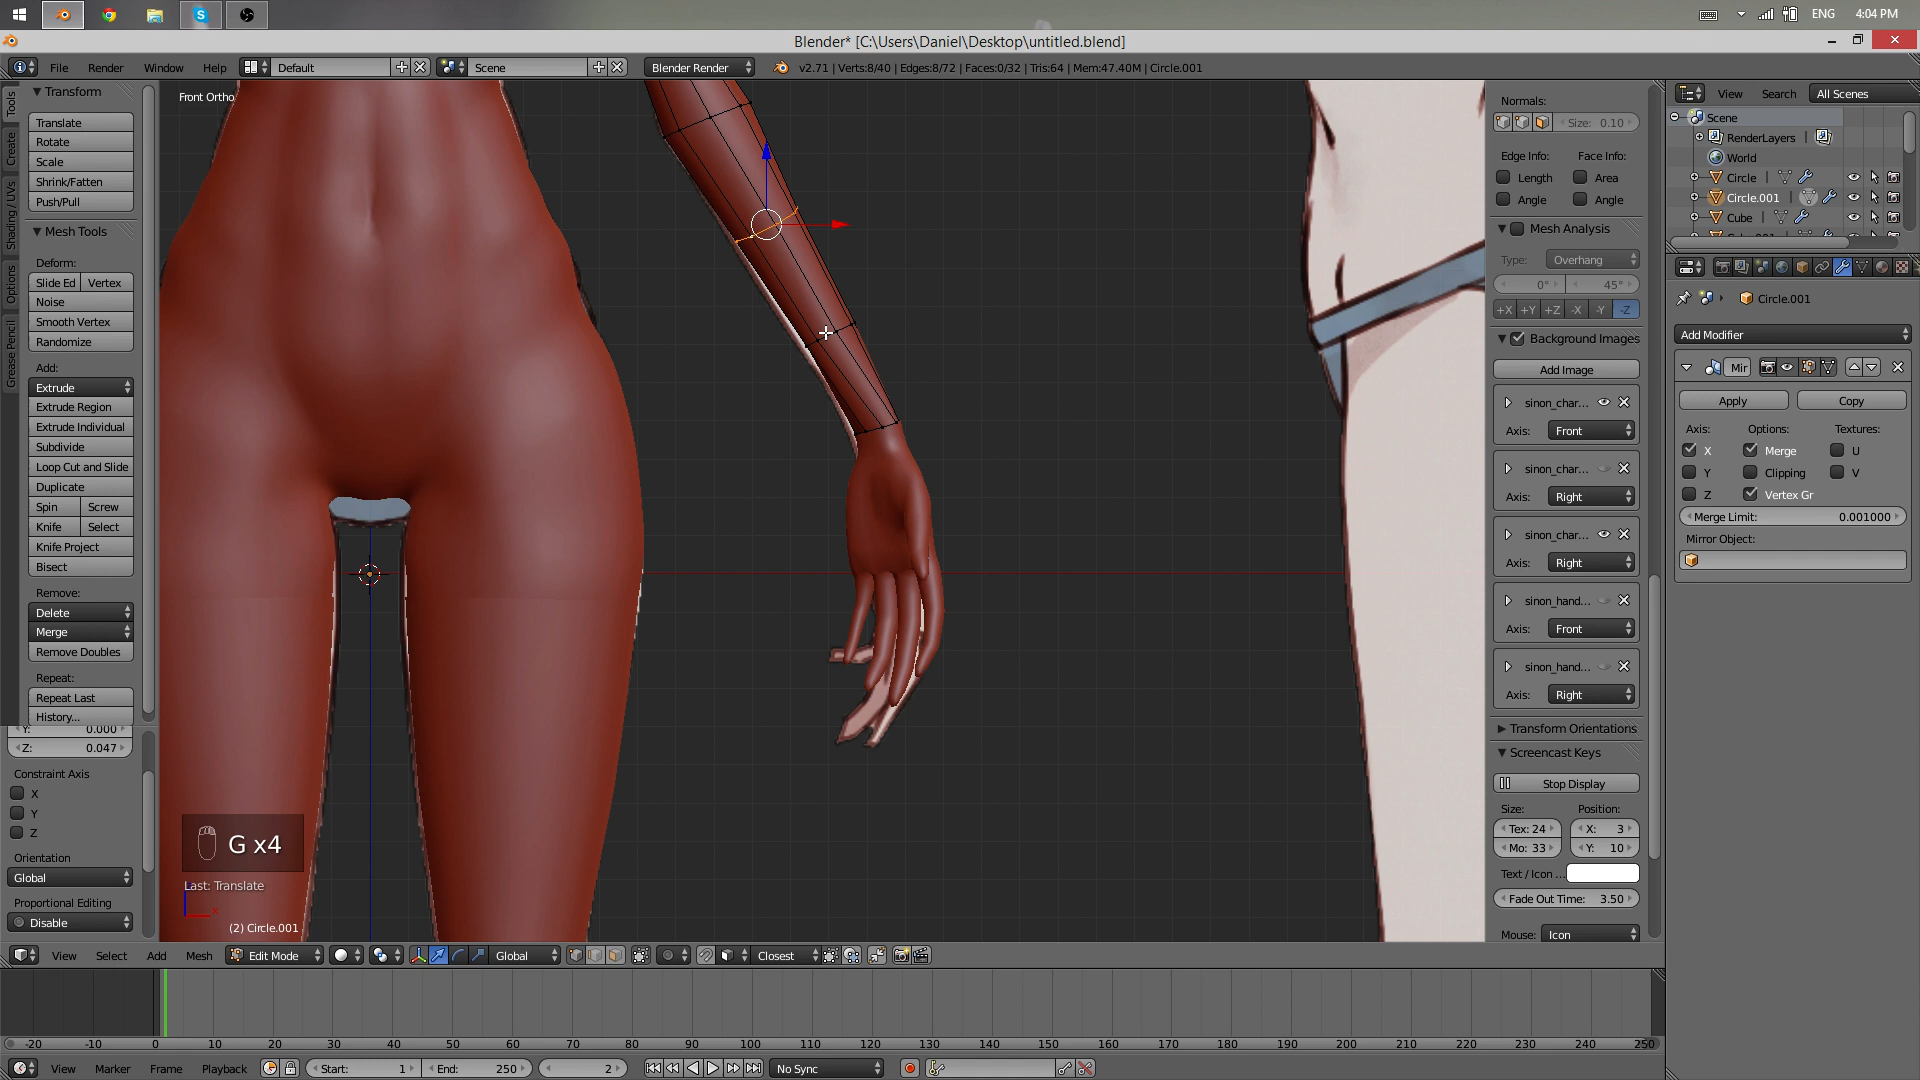 ENG 4:04 PM
Blender* [C:\Users\Daniel\Desktop\untitled.blend]
File Render Window Help Default Scene Blender Render v2.71 | Verts:8/40 | Edges:8/72 | Faces:0/32 | Tris:64 | Mem:47.40M | Circle.001
Tools
Create
Shading / UVs
Options
Grease Pencil
Transform
Translate
Rotate
Scale
Shrink/Fatten
Push/Pull
Mesh Tools
Deform:
Slide Ed Vertex
Noise
Smooth Vertex
Randomize
Add:
Extrude
Extrude Region
Extrude Individual
Subdivide
Loop Cut and Slide
Duplicate
Spin Screw
Knife Select
Knife Project
Bisect
Remove:
Delete
Merge
Remove Doubles
Repeat:
Repeat Last
History...
Y: 0.000
Z: 0.047
Constraint Axis
X
Y
Z
Orientation
Global
Proportional Editing
Disable
Front Ortho
G x4
Last: Translate
(2) Circle.001
Normals:
Size: 0.10
Edge Info: Face Info:
Length Area
Angle Angle
Mesh Analysis
Type: Overhang
0° 45°
+X +Y +Z -X -Y -Z
Background Images
Add Image
sinon_char...
Axis: Front
sinon_char...
Axis: Right
sinon_char...
Axis: Right
sinon_hand...
Axis: Front
sinon_hand...
Axis: Right
Transform Orientations
Screencast Keys
Stop Display
Size: Position:
Tex: 24 X: 3
Mo: 33 Y: 10
Text / Icon ...
Fade Out Time: 3.50
Mouse: Icon
View Search All Scenes
Scene
RenderLayers
World
Circle
Circle.001
Cube
Circle.001
Add Modifier
Mir
Apply Copy
Axis: Options: Textures:
X Merge U
Y Clipping V
Z Vertex Gr
Merge Limit: 0.001000
Mirror Object:
View Select Add Mesh Edit Mode Global Closest
-20 -10 0 10 20 30 40 50 60 70 80 90 100 110 120 130 140 150 160 170 180 190 200 210 220 230 240 250
View Marker Frame Playback Start: 1 End: 250 2 No Sync